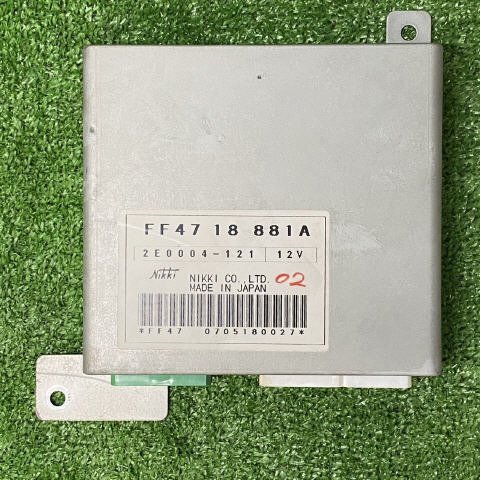 FF47 18 881A
2E0004-121 12V
Nikki NIKKI CO.,LTD. 02
MADE IN JAPAN
*FF47 0705180027*